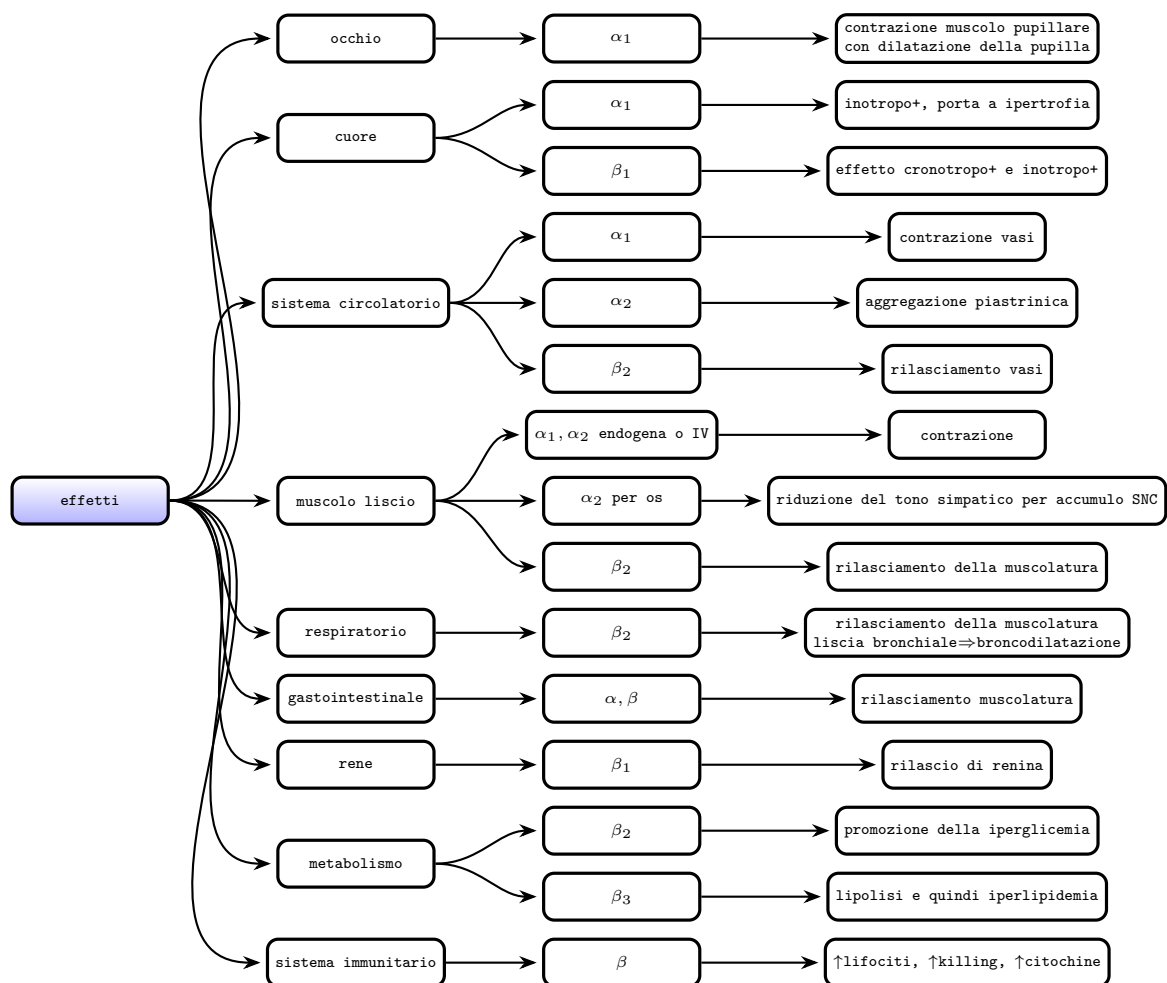 occhio
α₁
contrazione muscolo pupillare
con dilatazione della pupilla
cuore
α₁
inotropo+, porta a ipertrofia
β₁
effetto cronotropo+ e inotropo+
sistema circolatorio
α₁
contrazione vasi
α₂
aggregazione piastrinica
β₂
rilasciamento vasi
effetti
muscolo liscio
α₁, α₂ endogena o IV
contrazione
α₂ per os
riduzione del tono simpatico per accumulo SNC
β₂
rilasciamento della muscolatura
respiratorio
β₂
rilasciamento della muscolatura
liscia bronchiale⇒broncodilatazione
gastointestinale
α, β
rilasciamento muscolatura
rene
β₁
rilascio di renina
metabolismo
β₂
promozione della iperglicemia
β₃
lipolisi e quindi iperlipidemia
sistema immunitario
β
↑lifociti, ↑killing, ↑citochine